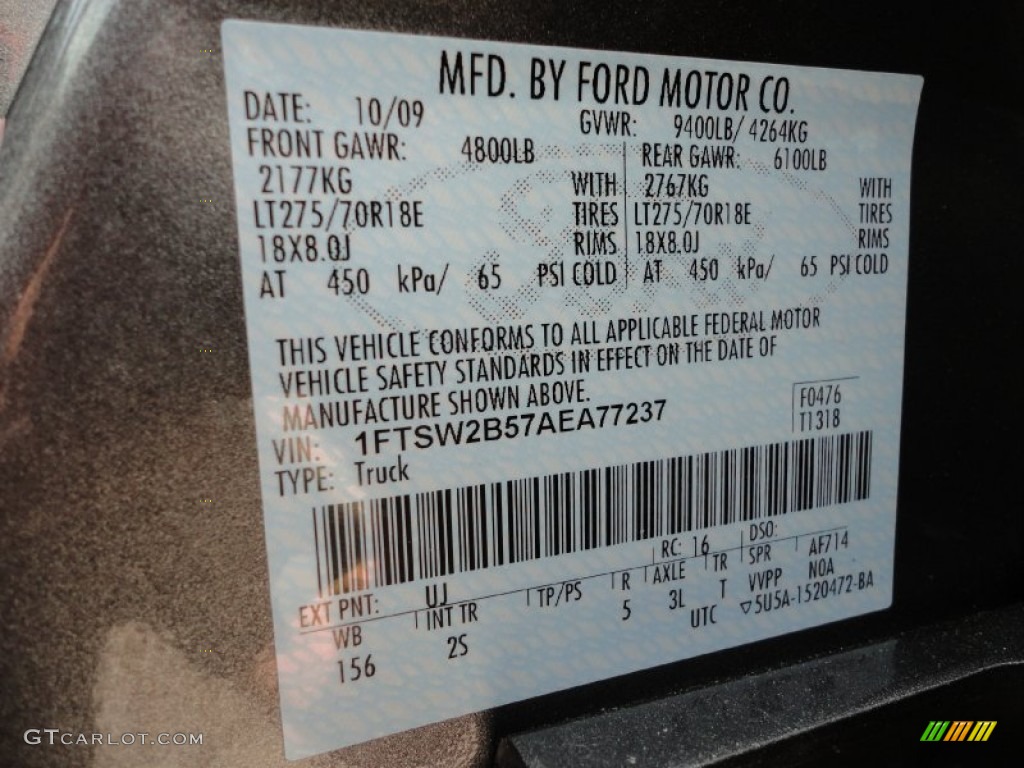 MFD. BY FORD MOTOR CO.
DATE: 10/09 GVWR: 9400LB/ 4264KG
FRONT GAWR: 4800LB REAR GAWR: 6100LB
2177KG WITH 2767KG WITH
LT275/70R18E TIRES LT275/70R18E TIRES
18X8.0J RIMS 18X8.0J RIMS
AT 450 kPa/ 65 PSI COLD AT 450 kPa/ 65 PSI COLD
THIS VEHICLE CONFORMS TO ALL APPLICABLE FEDERAL MOTOR
VEHICLE SAFETY STANDARDS IN EFFECT ON THE DATE OF
MANUFACTURE SHOWN ABOVE.
F0476
VIN: 1FTSW2B57AEA77237 T1318
TYPE: Truck
EXT PNT: UJ RC: 16 DSO:
WB INT TR TP/PS R AXLE TR SPR AF714
156 2S 5 3L T VVPP NOA
UTC ▽5U5A-1520472-BA
GTCARLOT.COM